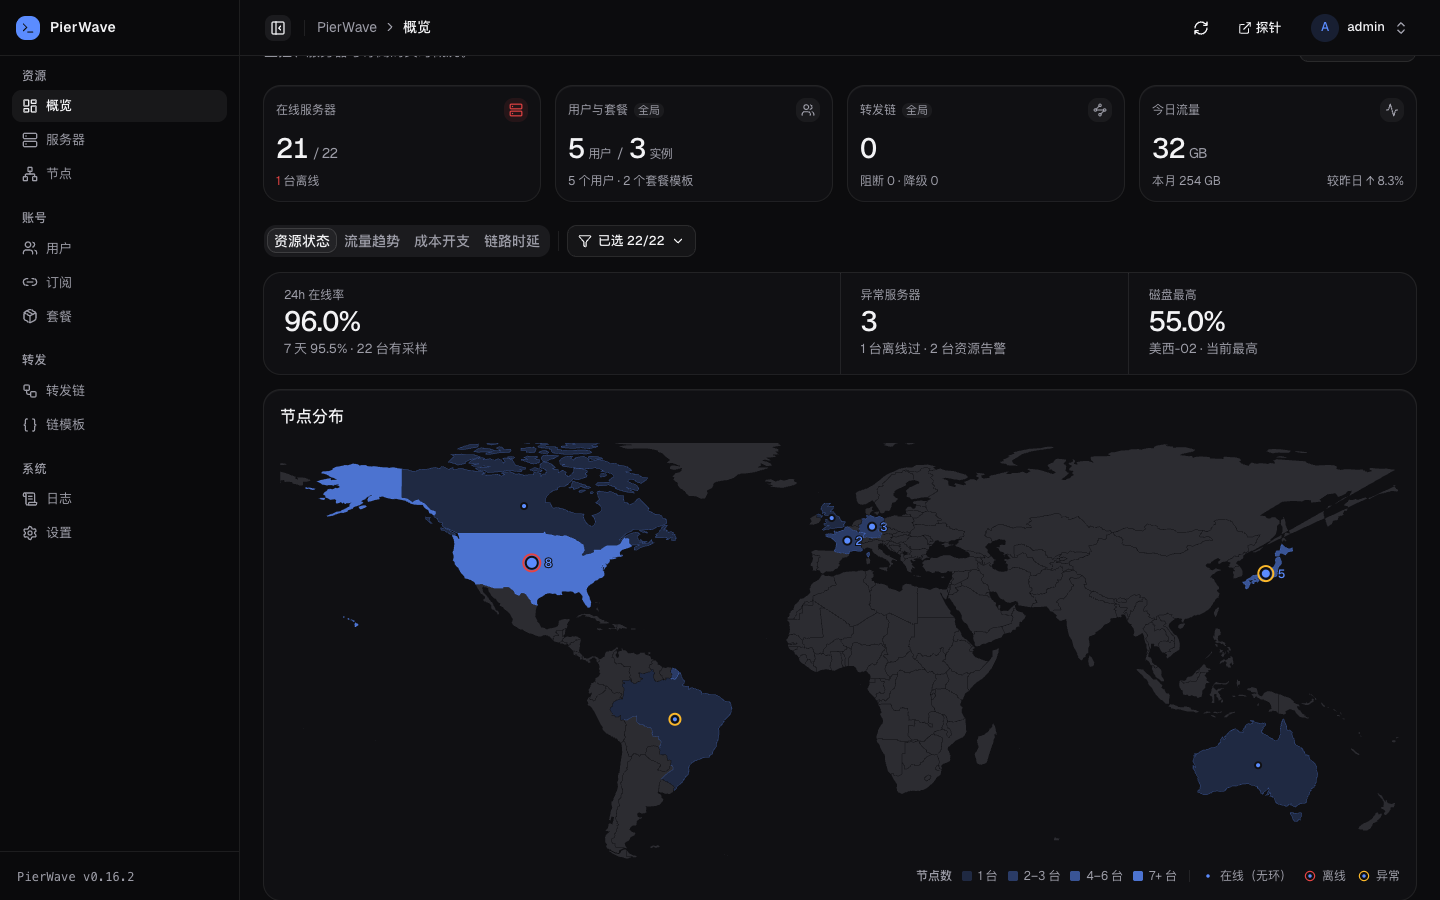 PierWave
PierWave > 概览
探针
A admin
资源
概览
服务器
节点
账号
用户
订阅
套餐
转发
转发链
链模板
系统
日志
设置
PierWave v0.16.2
在线服务器
21 / 22
1 台离线
用户与套餐 全局
5 用户 / 3 实例
5 个用户 · 2 个套餐模板
转发链 全局
0
阻断 0 · 降级 0
今日流量
32 GB
本月 254 GB 较昨日 ↑ 8.3%
资源状态 流量趋势 成本开支 链路时延 已选 22/22
24h 在线率
96.0%
7 天 95.5% · 22 台有采样
异常服务器
3
1 台离线过 · 2 台资源告警
磁盘最高
55.0%
美西-02 · 当前最高
节点分布
3
2
8
5
节点数 1 台 2–3 台 4–6 台 7+ 台 在线（无环） 离线 异常